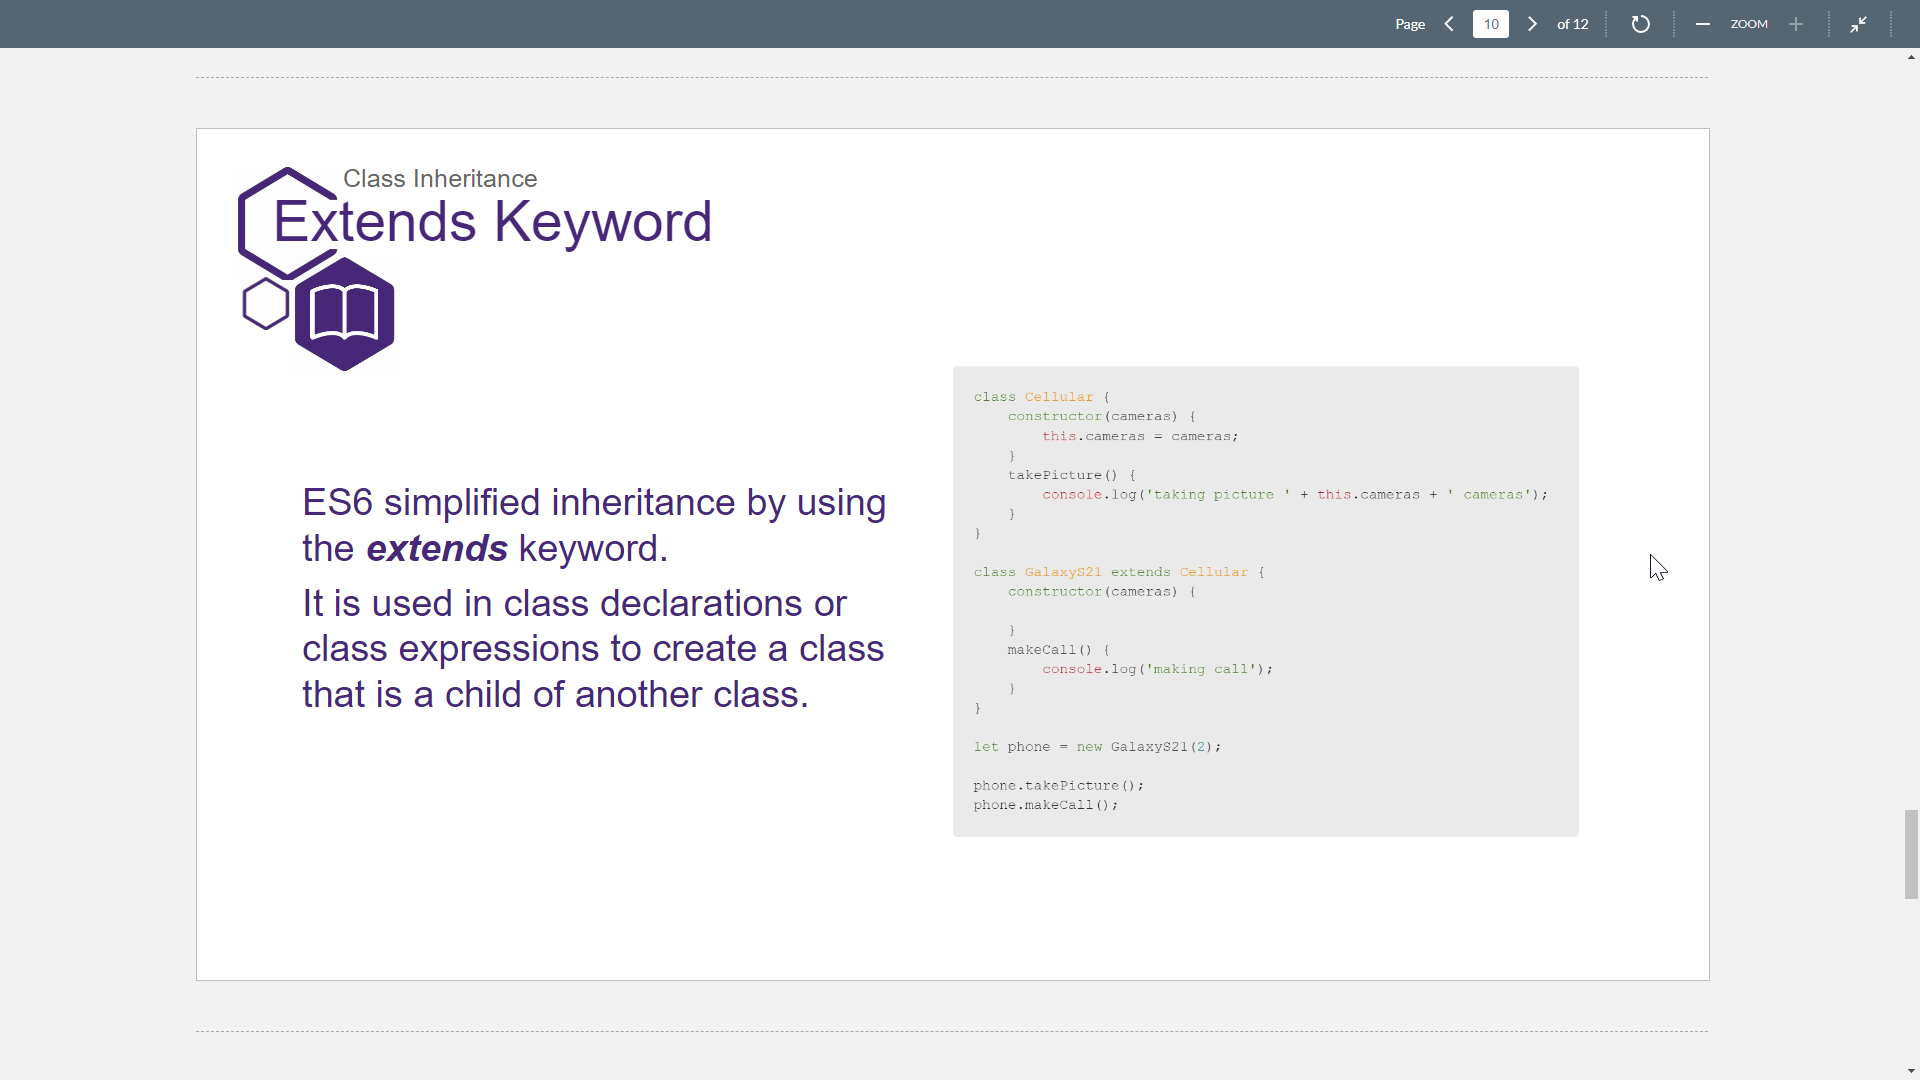 Page 10 of 12 ZOOM
Class Inheritance
Extends Keyword
ES6 simplified inheritance by using
the extends keyword.
It is used in class declarations or
class expressions to create a class
that is a child of another class.
class Cellular {
    constructor(cameras) {
        this.cameras = cameras;
    }
    takePicture() {
        console.log('taking picture ' + this.cameras + ' cameras');
    }
}
class GalaxyS21 extends Cellular {
    constructor(cameras) {
    }
    makeCall() {
        console.log('making call');
    }
}
let phone = new GalaxyS21(2);
phone.takePicture();
phone.makeCall();